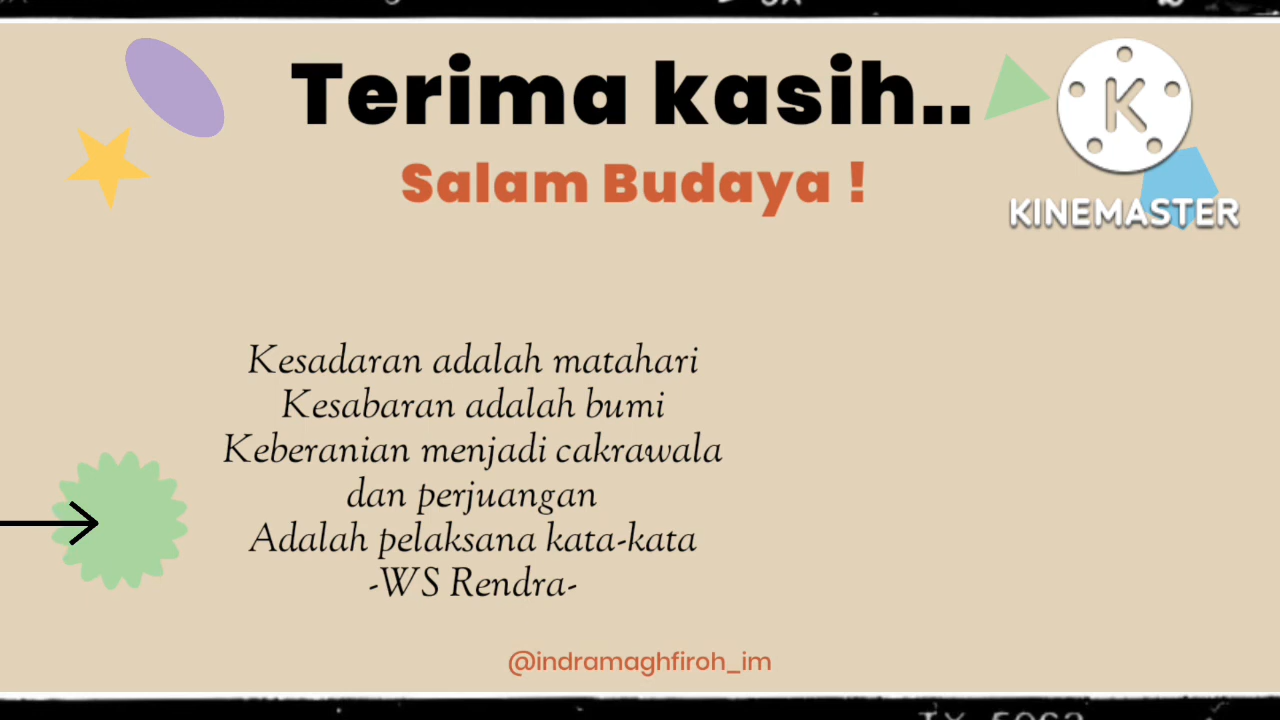 Terima kasih..
Salam Budaya !
K
KINEMASTER
Kesadaran adalah matahari
Kesabaran adalah bumi
Keberanian menjadi cakrawala
dan perjuangan
Adalah pelaksana kata-kata
-WS Rendra-
@indramaghfiroh_im